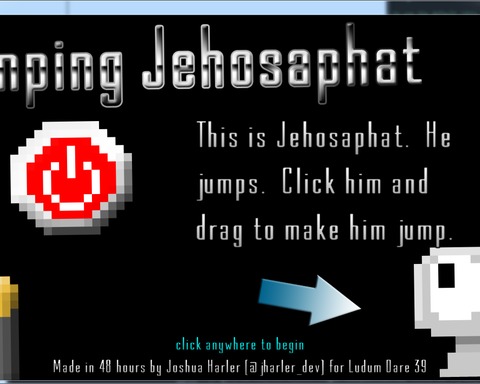 mping Jehosaphat
This is Jehosaphat. He
jumps. Click him and
drag to make him jump.
click anywhere to begin
Made in 48 hours by Joshua Harler (@jharler_dev) for Ludum Dare 39